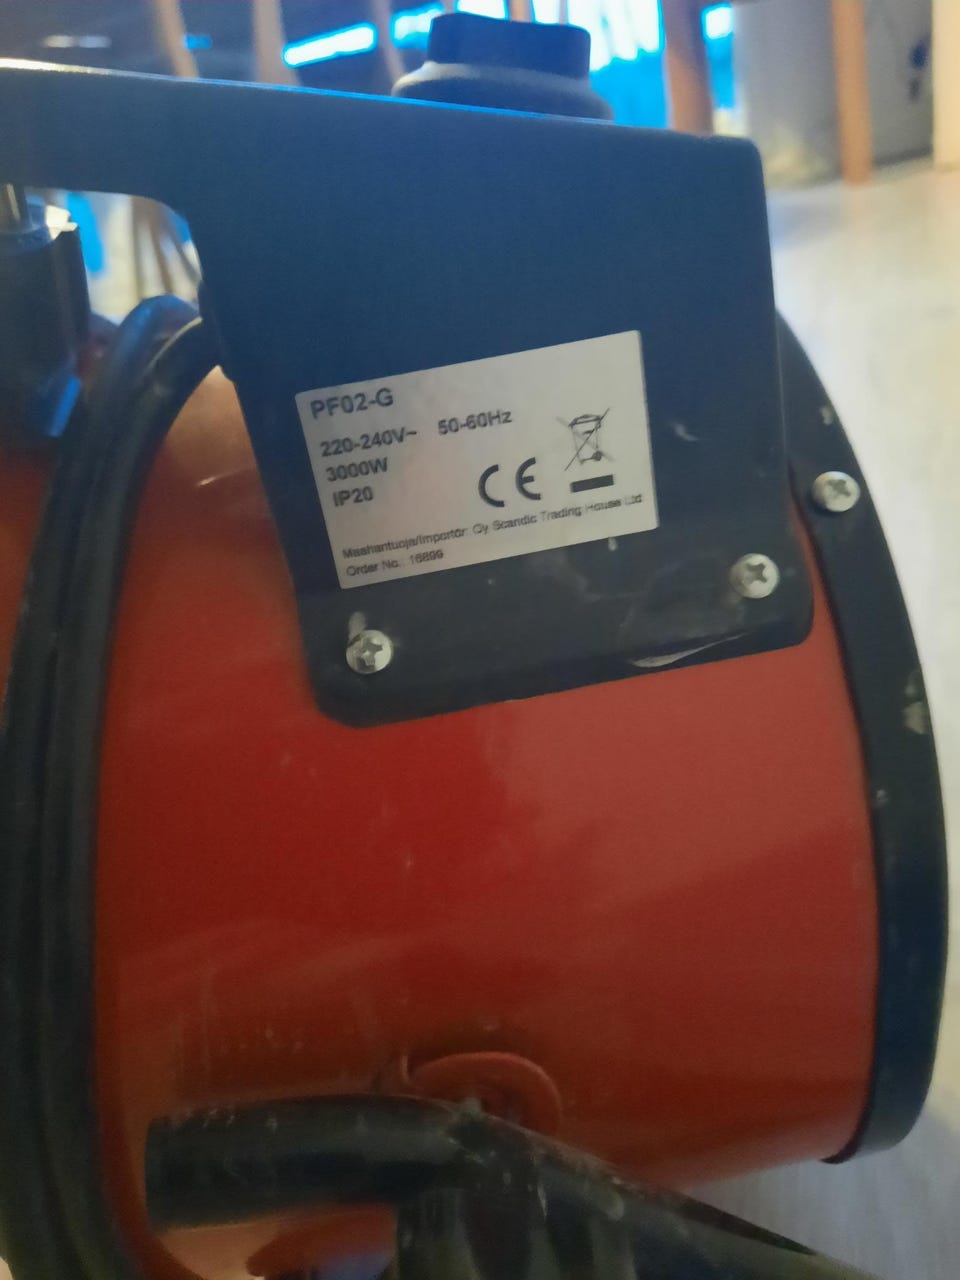 PF02-G
220-240V~ 50-60Hz
3000W
IP20
CE
Maahantuoja/Importör: Oy Scandic Trading House Ltd
Order No.: 16899